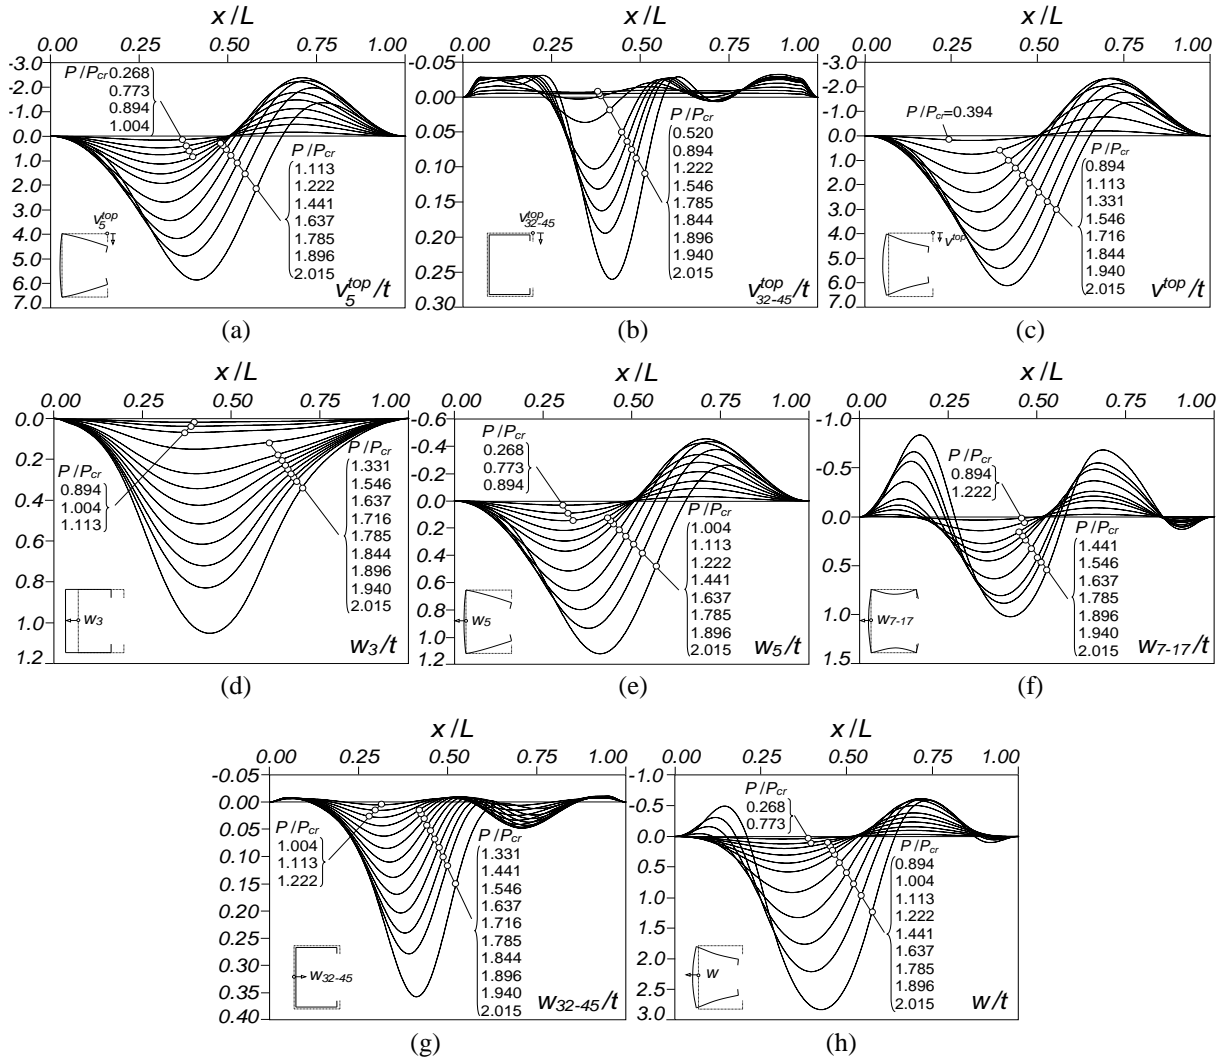 x/L
0.00 0.25 0.50 0.75 1.00
-3.0
-2.0
-1.0
0.0
1.0
2.0
3.0
4.0
5.0
6.0
7.0
P/Pcr 0.268
0.773
0.894
1.004
P/Pcr
1.113
1.222
1.441
1.637
1.785
1.896
2.015
v5top
v5top/t
(a)
x/L
0.00 0.25 0.50 0.75 1.00
-0.05
0.00
0.05
0.10
0.15
0.20
0.25
0.30
P/Pcr
0.520
0.894
1.222
1.546
1.785
1.844
1.896
1.940
2.015
v32-45top
v32-45top/t
(b)
x/L
0.00 0.25 0.50 0.75 1.00
-3.0
-2.0
-1.0
0.0
1.0
2.0
3.0
4.0
5.0
6.0
7.0
P/Pcr=0.394
P/Pcr
0.894
1.113
1.331
1.546
1.716
1.844
1.940
2.015
vtop
vtop/t
(c)
x/L
0.00 0.25 0.50 0.75 1.00
0.0
0.2
0.4
0.6
0.8
1.0
1.2
P/Pcr
0.894
1.004
1.113
P/Pcr
1.331
1.546
1.637
1.716
1.785
1.844
1.896
1.940
2.015
w3
w3/t
(d)
x/L
0.00 0.25 0.50 0.75 1.00
-0.6
-0.4
-0.2
0.0
0.2
0.4
0.6
0.8
1.0
1.2
P/Pcr
0.268
0.773
0.894
P/Pcr
1.004
1.113
1.222
1.441
1.637
1.785
1.896
2.015
w5
w5/t
(e)
x/L
0.00 0.25 0.50 0.75 1.00
-1.0
-0.5
0.0
0.5
1.0
1.5
P/Pcr
0.894
1.222
P/Pcr
1.441
1.546
1.637
1.785
1.896
1.940
2.015
w7-17
w7-17/t
(f)
x/L
0.00 0.25 0.50 0.75 1.00
-0.05
0.00
0.05
0.10
0.15
0.20
0.25
0.30
0.35
0.40
P/Pcr
1.004
1.113
1.222
P/Pcr
1.331
1.441
1.546
1.637
1.716
1.785
1.844
1.896
1.940
2.015
w32-45
w32-45/t
(g)
x/L
0.00 0.25 0.50 0.75 1.00
-1.0
-0.5
0.0
0.5
1.0
1.5
2.0
2.5
3.0
P/Pcr
0.268
0.773
P/Pcr
0.894
1.004
1.113
1.222
1.441
1.637
1.785
1.896
2.015
w
w/t
(h)